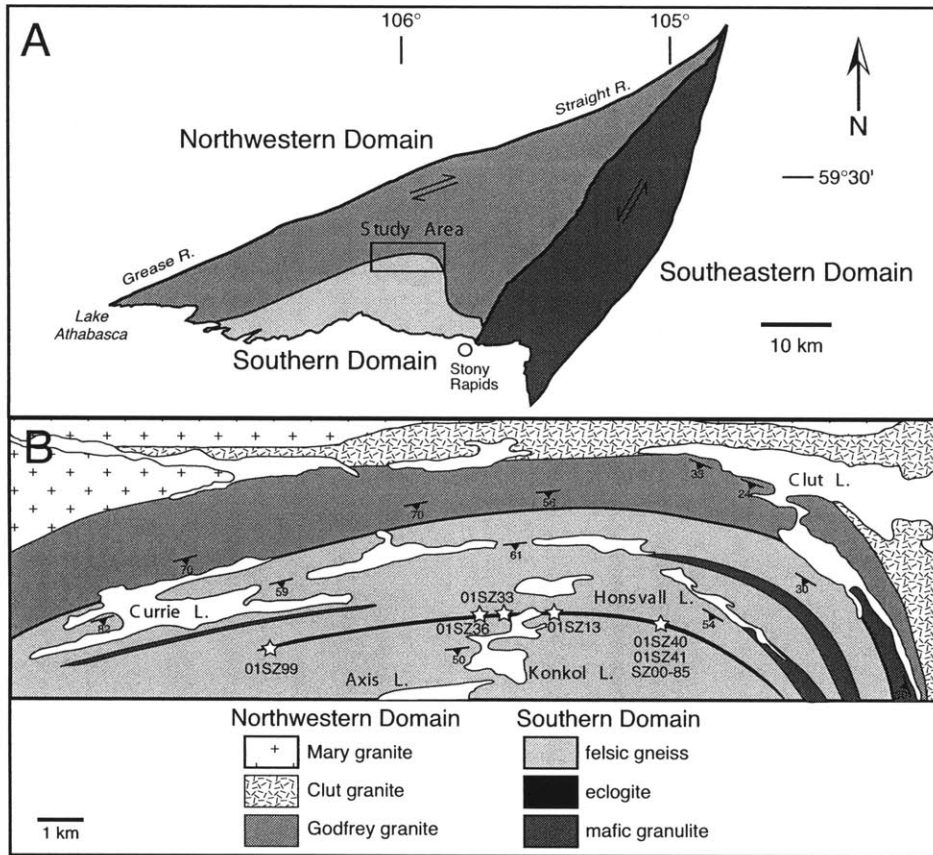 A
106°
105°
Straight R.
N
Northwestern Domain
59°30'
Study Area
Grease R.
Southeastern Domain
Lake
Athabasca
Southern Domain
Stony
Rapids
10 km
B
33
24
Clut L.
70
56
70
61
59
01SZ33
Honsvall L.
30
Currie L.
82
01SZ36
01SZ13
54
01SZ40
01SZ41
SZ00-85
01SZ99
50
Axis L.
Konkol L.
Northwestern Domain
Southern Domain
Mary granite
felsic gneiss
Clut granite
eclogite
Godfrey granite
mafic granulite
1 km